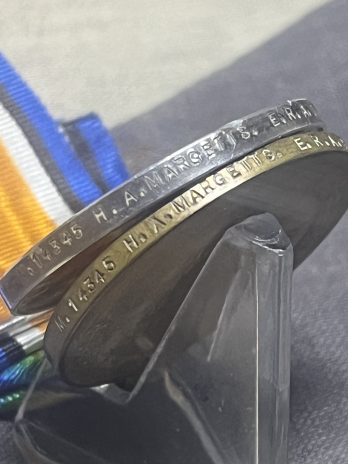 .14345 H. A. MARGETTS. E.R.A.
M.14345 H. A. MARGETTS. E.R.A.